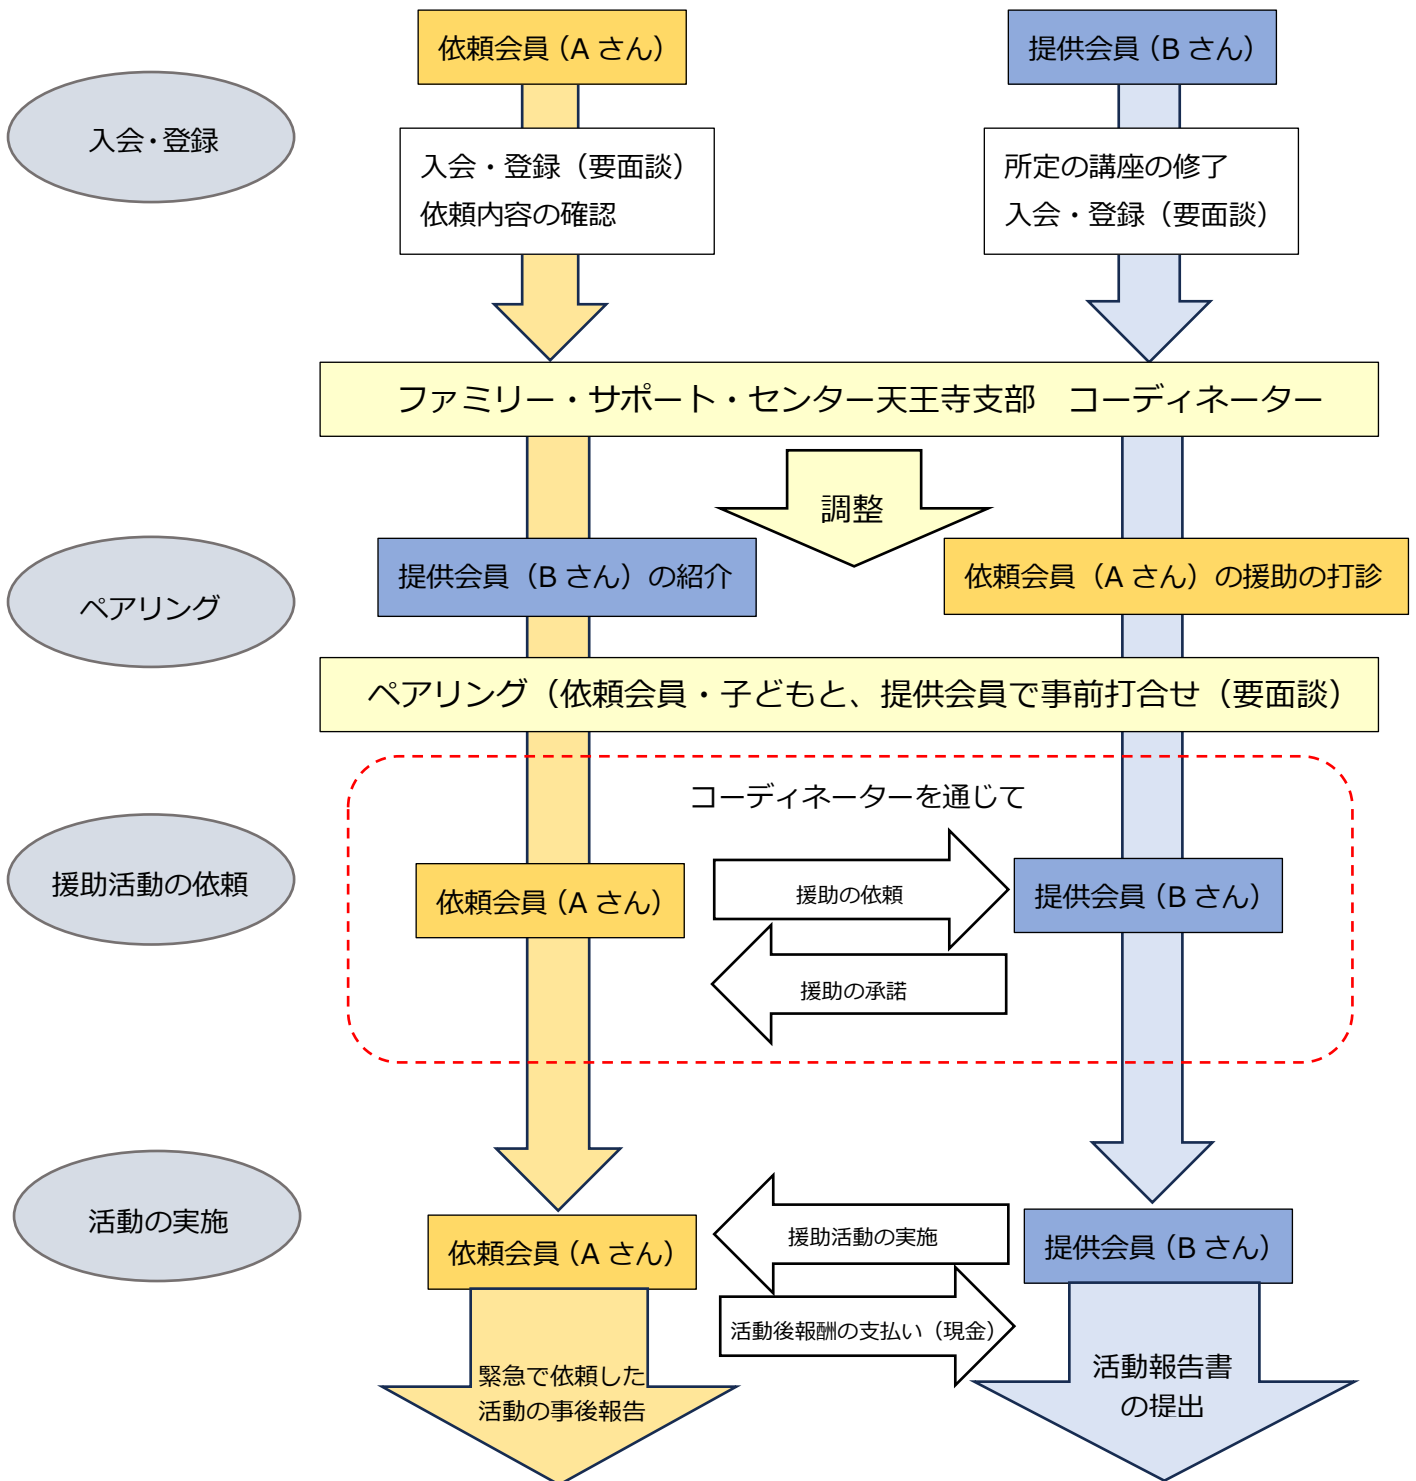 依頼会員（A さん）
提供会員（B さん）
入会・登録
入会・登録（要面談）
依頼内容の確認
所定の講座の修了
入会・登録（要面談）
ファミリー・サポート・センター天王寺支部　コーディネーター
調整
ペアリング
提供会員（B さん）の紹介
依頼会員（A さん）の援助の打診
ペアリング（依頼会員・子どもと、提供会員で事前打合せ（要面談）
コーディネーターを通じて
援助活動の依頼
依頼会員（A さん）
援助の依頼
提供会員（B さん）
援助の承諾
活動の実施
依頼会員（A さん）
援助活動の実施
提供会員（B さん）
活動後報酬の支払い（現金）
緊急で依頼した
活動の事後報告
活動報告書
の提出